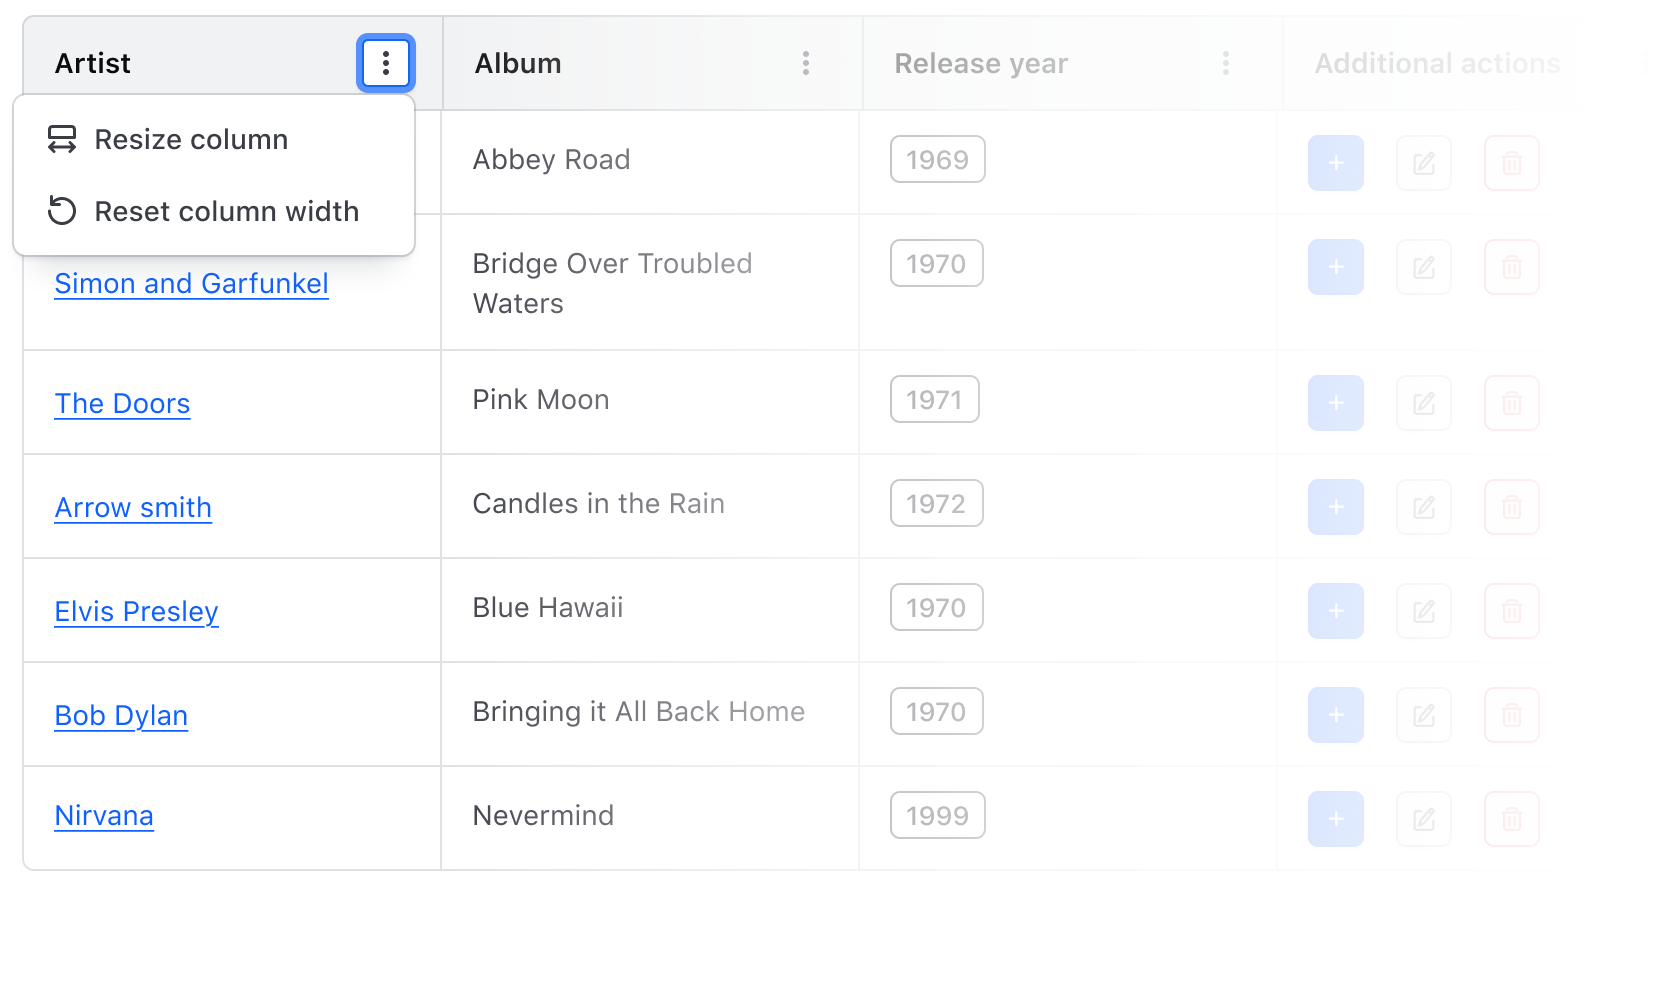 Artist
Album
Release year
Additional actions
Resize column
Reset column width
Abbey Road
1969
Simon and Garfunkel
Bridge Over Troubled
Waters
1970
The Doors
Pink Moon
1971
Arrow smith
Candles in the Rain
1972
Elvis Presley
Blue Hawaii
1970
Bob Dylan
Bringing it All Back Home
1970
Nirvana
Nevermind
1999